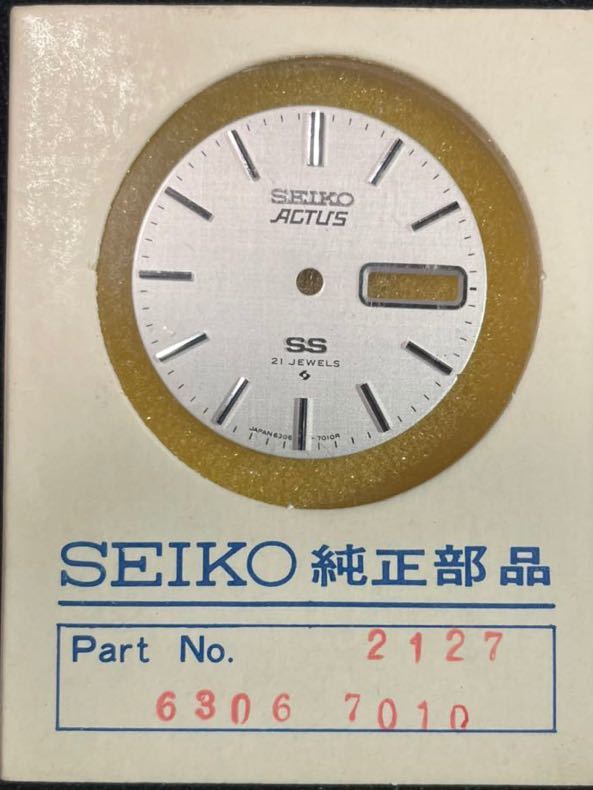 SEIKO
ACTUS
SS
21 JEWELS
JAPAN 6306 - 7010R
SEIKO 純正部品
Part No. 2127
6306 7010